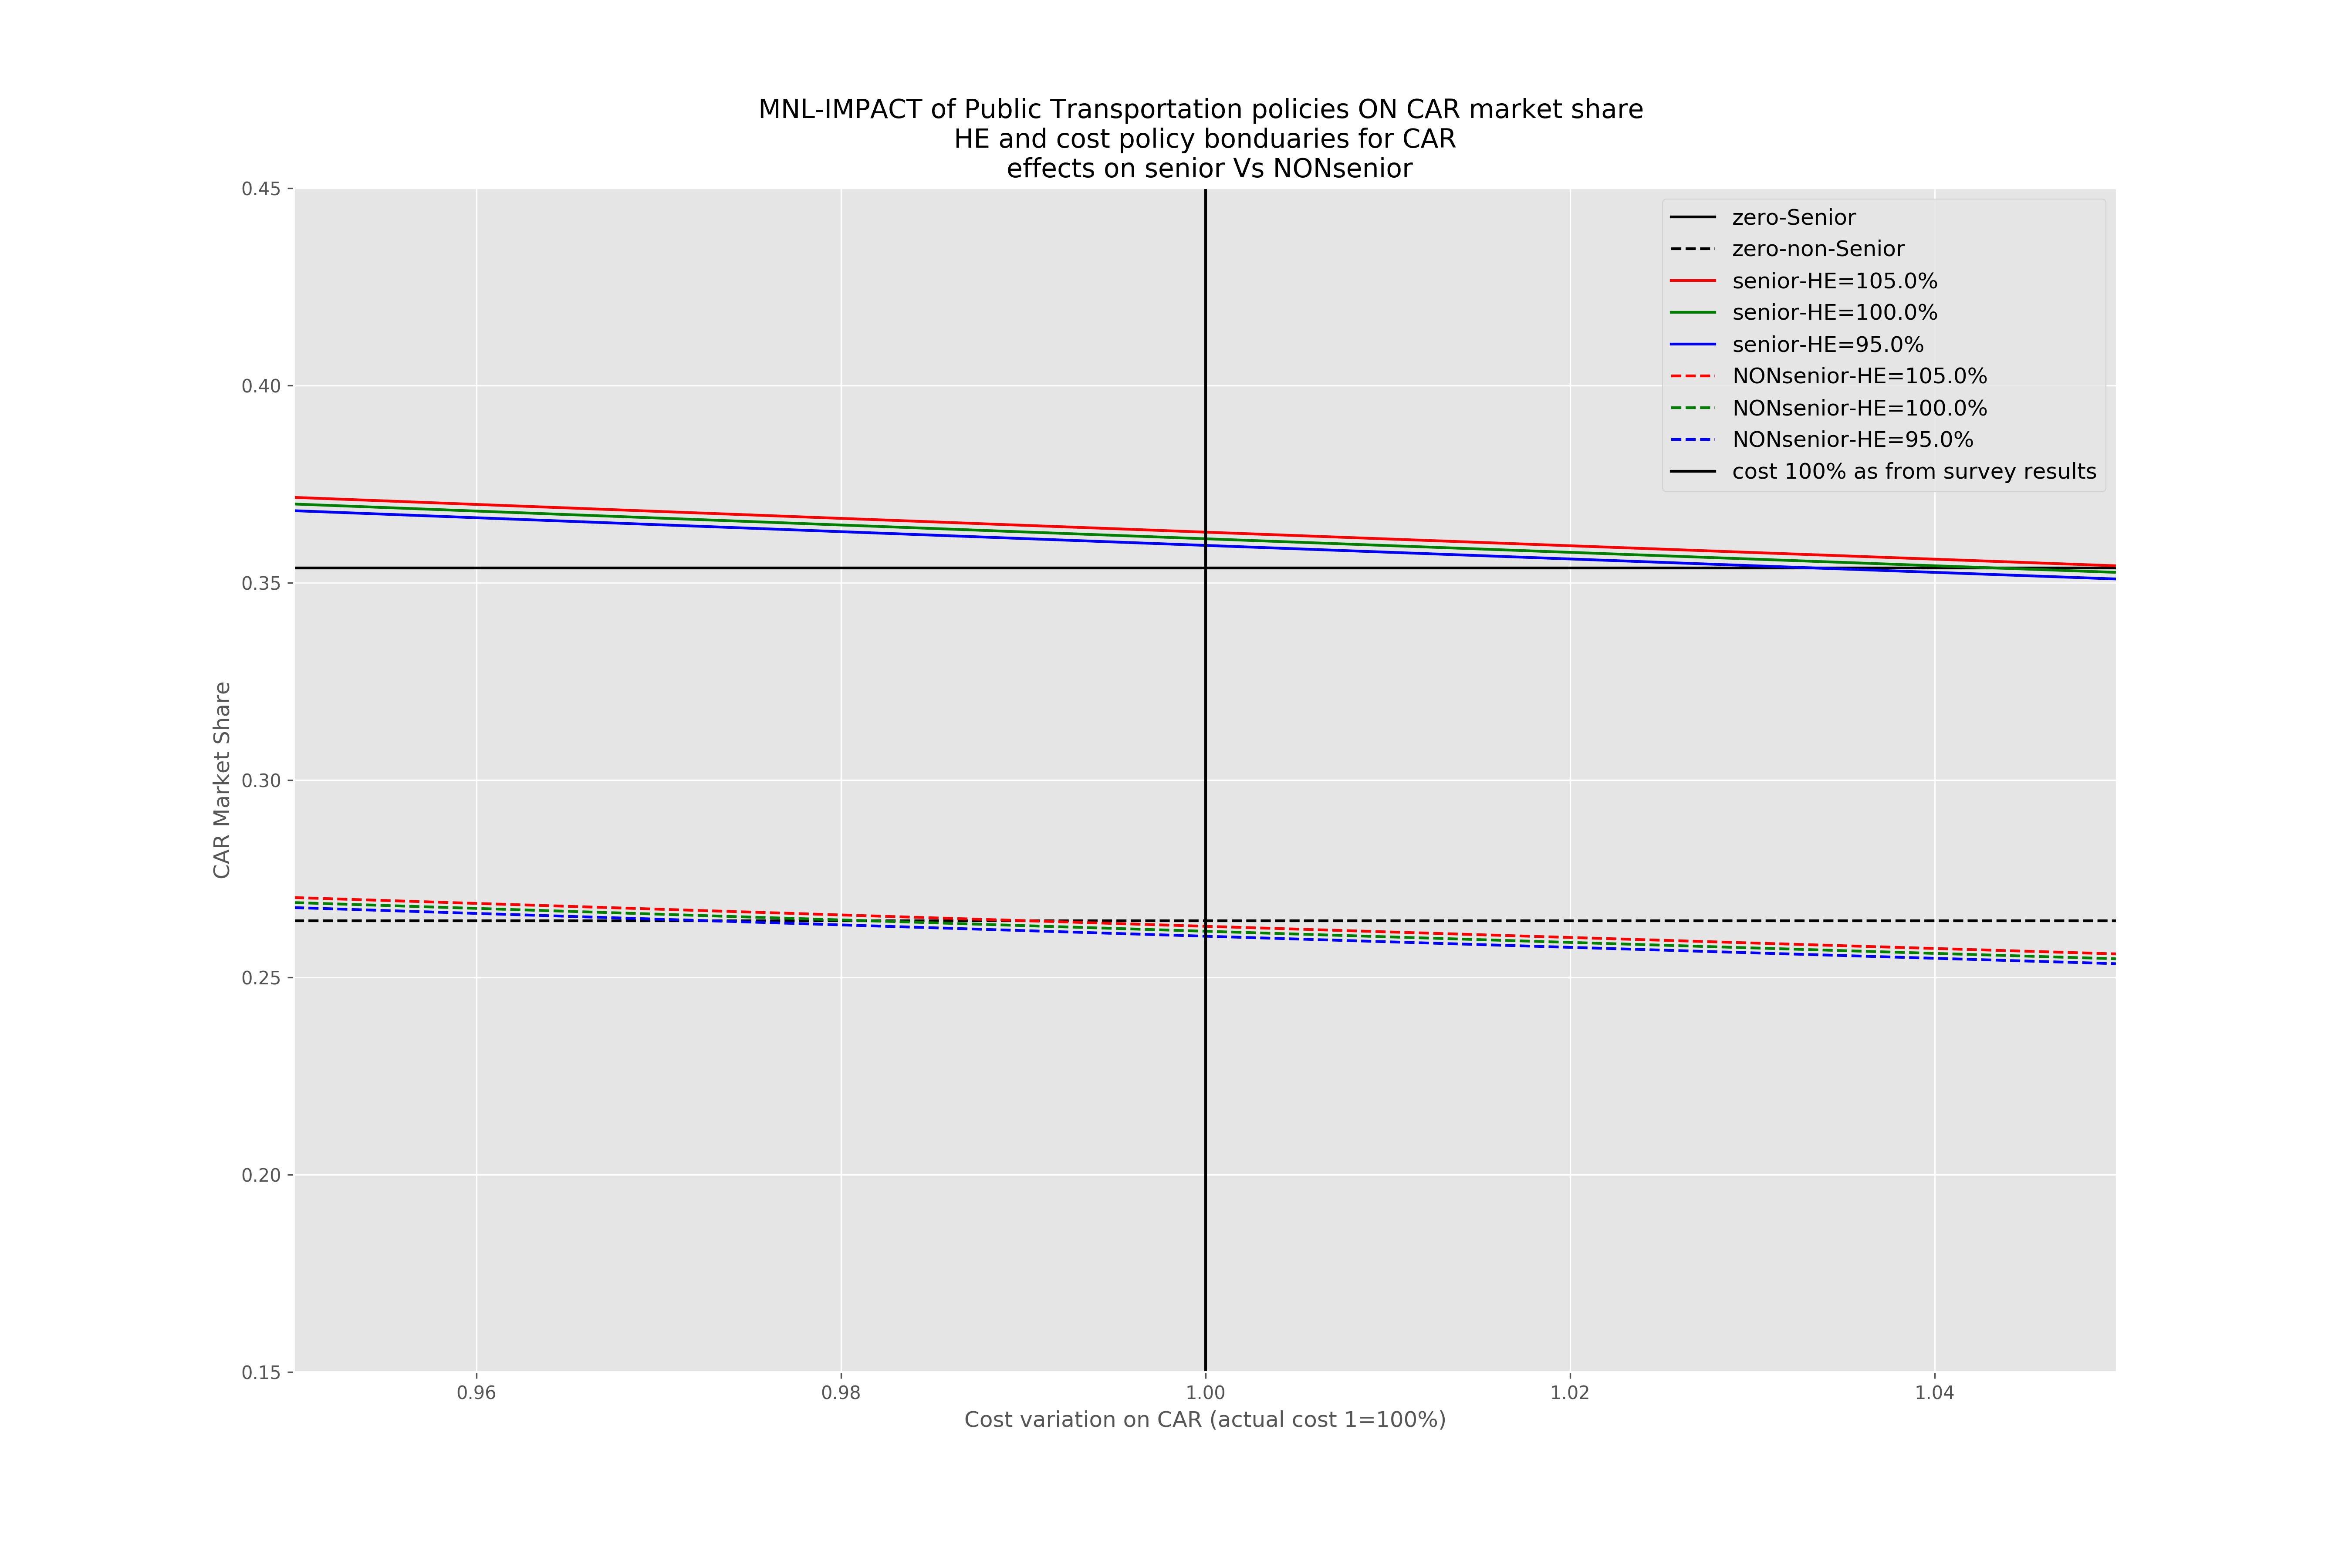 MNL-IMPACT of Public Transportation policies ON CAR market share
HE and cost policy bonduaries for CAR
effects on senior Vs NONsenior
0.45
0.40
0.35
0.30
0.25
0.20
0.15
CAR Market Share
zero-Senior
zero-non-Senior
senior-HE=105.0%
senior-HE=100.0%
senior-HE=95.0%
NONsenior-HE=105.0%
NONsenior-HE=100.0%
NONsenior-HE=95.0%
cost 100% as from survey results
0.96
0.98
1.00
1.02
1.04
Cost variation on CAR (actual cost 1=100%)